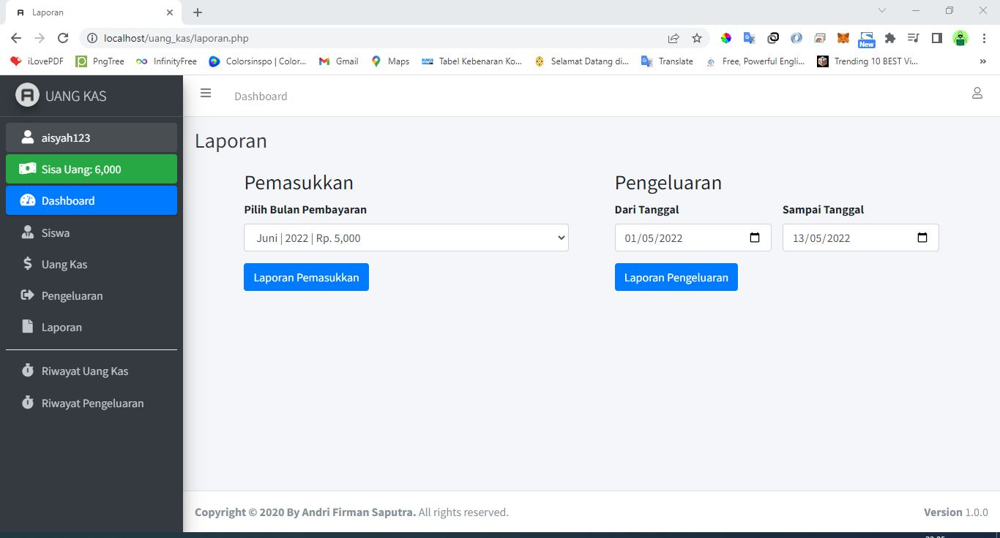 Laporan
localhost/uang_kas/laporan.php
New
iLovePDF PngTree InfinityFree Colorsinspo | Color... Gmail Maps Tabel Kebenaran Ko... Selamat Datang di... Translate Free, Powerful Engli... Trending 10 BEST Vi... »
UANG KAS
Dashboard
aisyah123
Sisa Uang: 6,000
Dashboard
Siswa
Uang Kas
Pengeluaran
Laporan
Riwayat Uang Kas
Riwayat Pengeluaran
Laporan
Pemasukkan
Pilih Bulan Pembayaran
Juni | 2022 | Rp. 5,000
Laporan Pemasukkan
Pengeluaran
Dari Tanggal Sampai Tanggal
01/05/2022 13/05/2022
Laporan Pengeluaran
Copyright © 2020 By Andri Firman Saputra. All rights reserved. Version 1.0.0